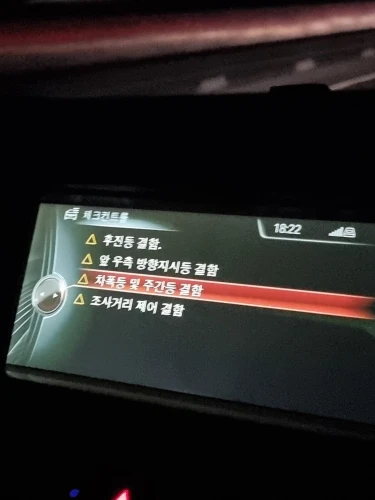 체크컨트롤
18:22
후진등 결함.
앞 우측 방향지시등 결함
차폭등 및 주간등 결함
조사거리 제어 결함